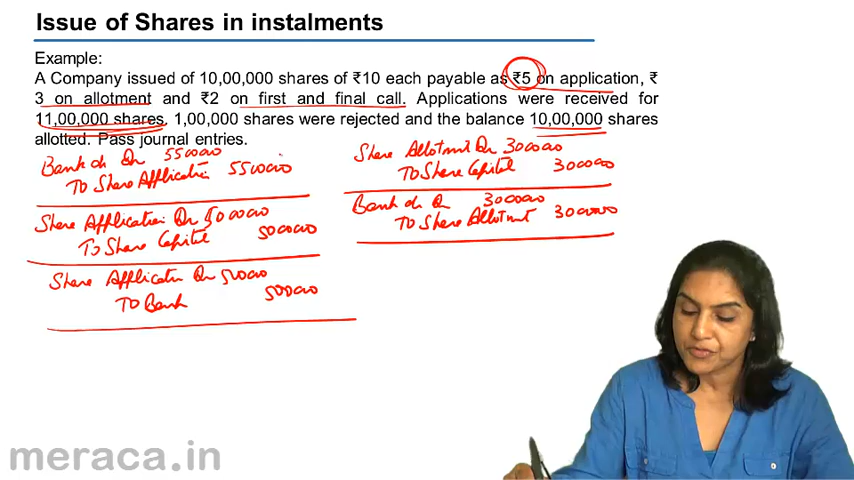 Issue of Shares in instalments
Example:
A Company issued of 10,00,000 shares of ₹10 each payable as ₹5 on application, ₹
3 on allotment and ₹2 on first and final call. Applications were received for
11,00,000 shares. 1,00,000 shares were rejected and the balance 10,00,000 shares
allotted. Pass journal entries.
Bank a/c Dr 5500000
To Share Application 5500000
Share Application Dr 5000000
To Share Capital 5000000
Share Application Dr 500000
To Bank 500000
Share Allotment Dr 3000000
To Share Capital 3000000
Bank a/c Dr 3000000
To Share Allotment 3000000
meraca.in